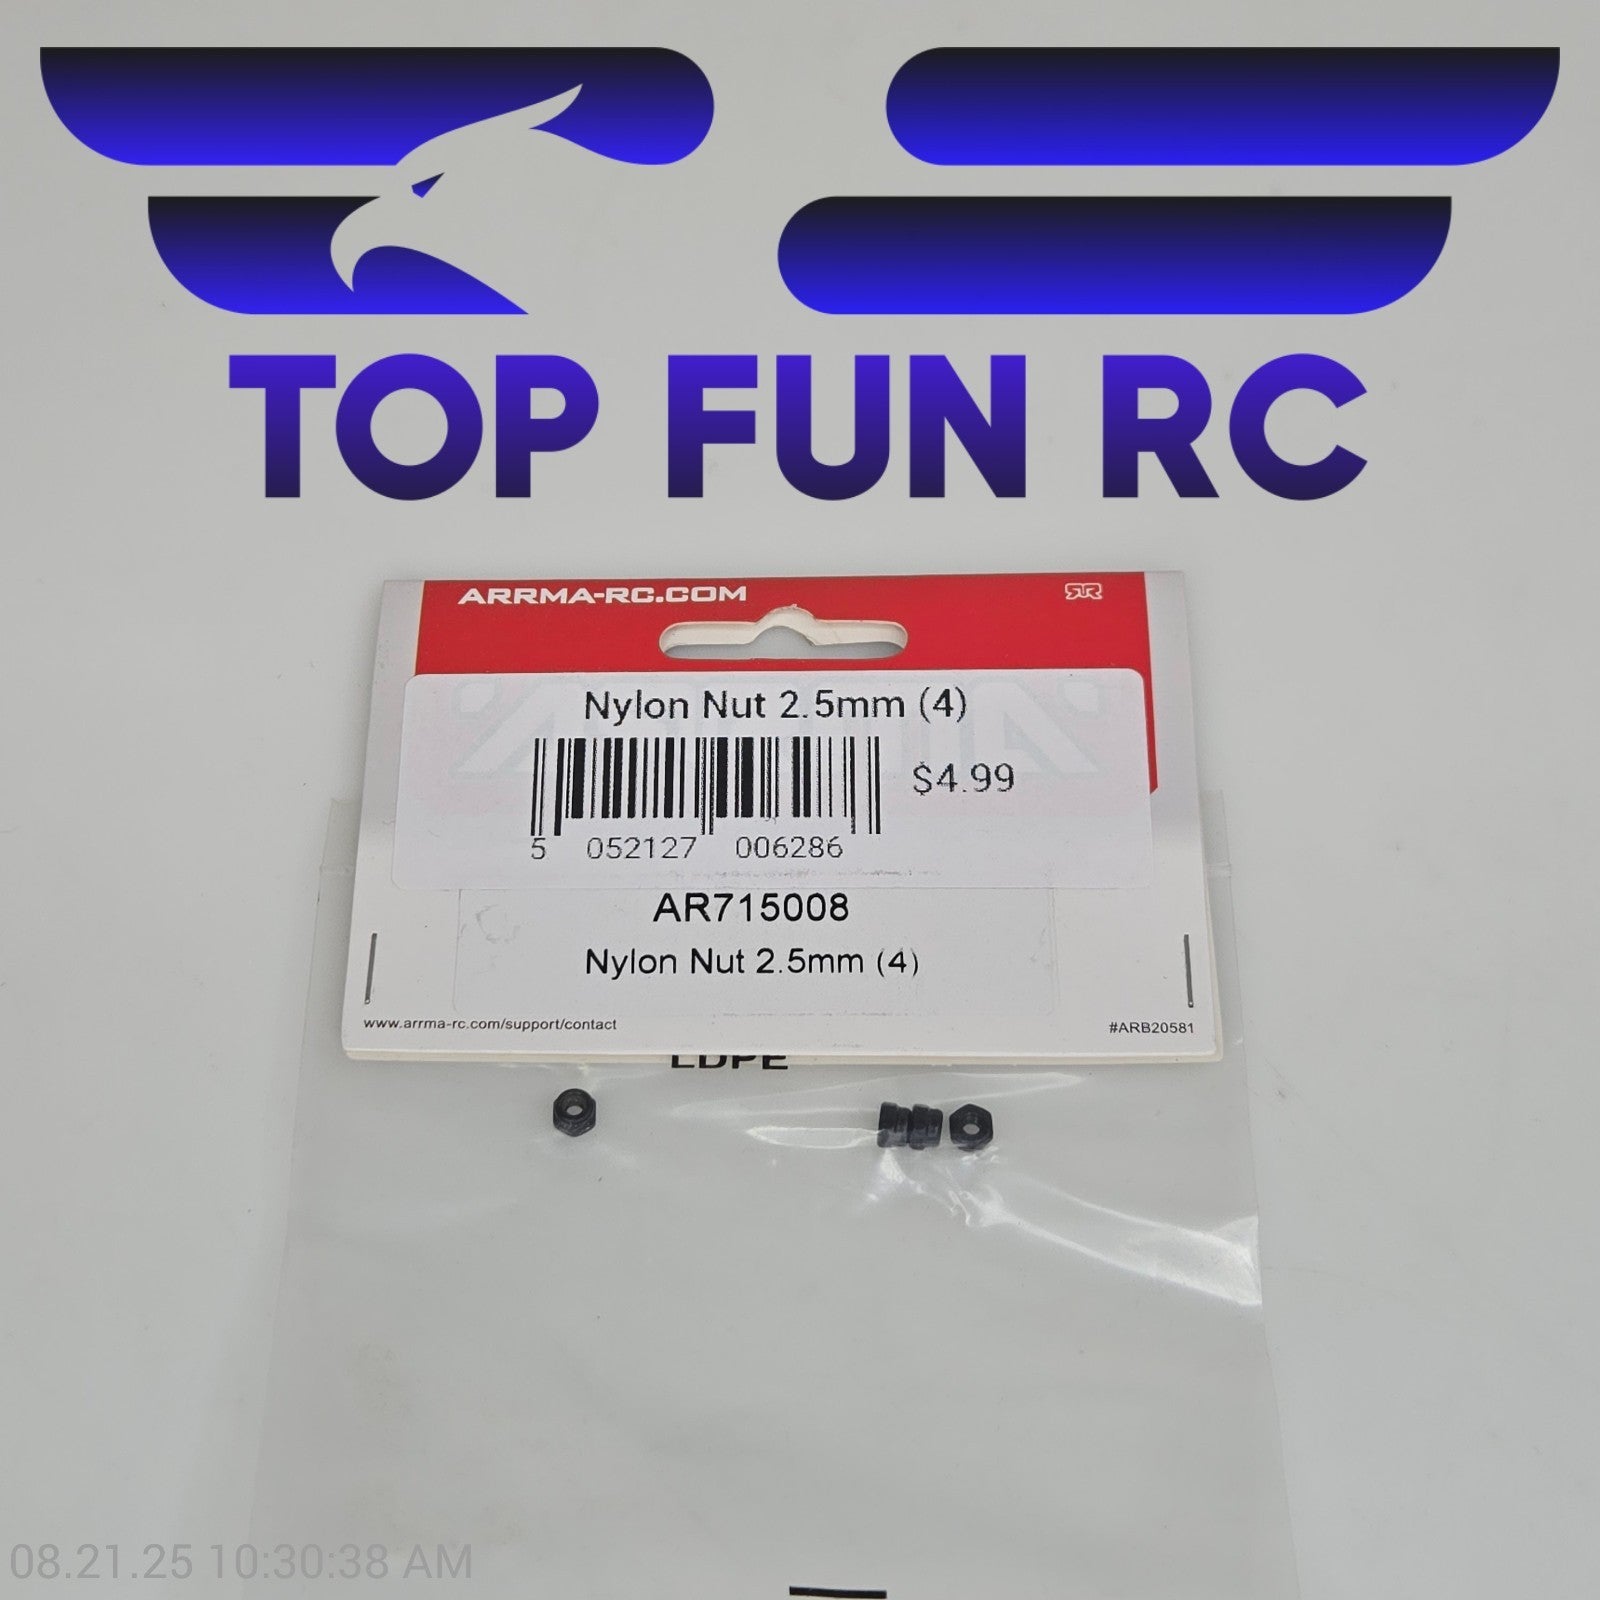 TOP FUN RC
ARRMA-RC.COM
Nylon Nut 2.5mm (4)
$4.99
5 052127 006286
AR715008
Nylon Nut 2.5mm (4)
www.arrma-rc.com/support/contact
#ARB20581
LDPE
08.21.25 10:30:38 AM